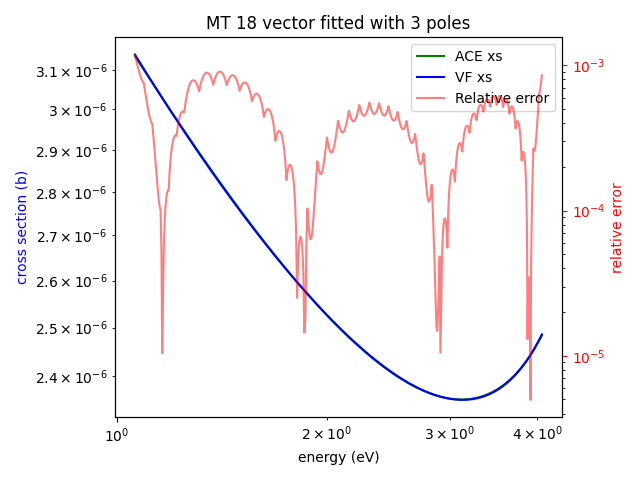 MT 18 vector fitted with 3 poles
ACE xs
VF xs
Relative error
cross section (b)
3.1 × 10⁻⁶
3 × 10⁻⁶
2.9 × 10⁻⁶
2.8 × 10⁻⁶
2.7 × 10⁻⁶
2.6 × 10⁻⁶
2.5 × 10⁻⁶
2.4 × 10⁻⁶
10⁻³
10⁻⁴
10⁻⁵
relative error
10⁰
2 × 10⁰
3 × 10⁰
4 × 10⁰
energy (eV)